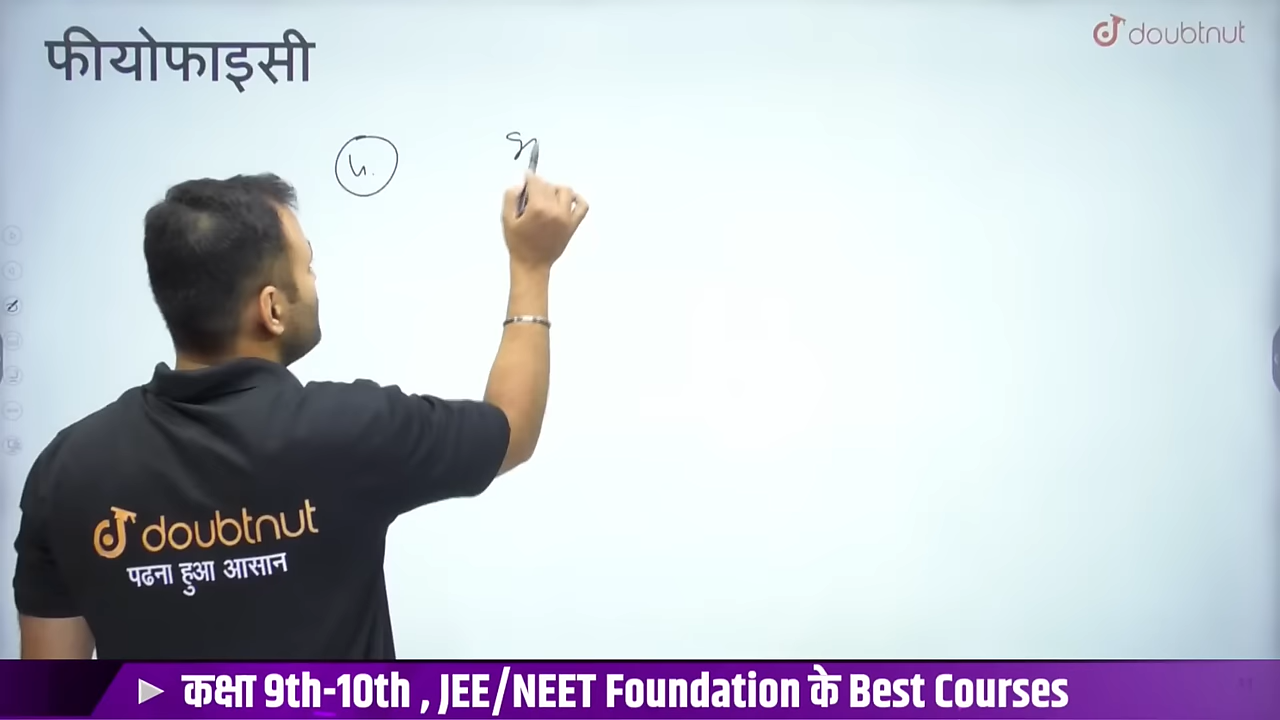 फीयोफाइसी
doubtnut
doubtnut
पढना हुआ आसान
कक्षा 9th-10th , JEE/NEET Foundation के Best Courses